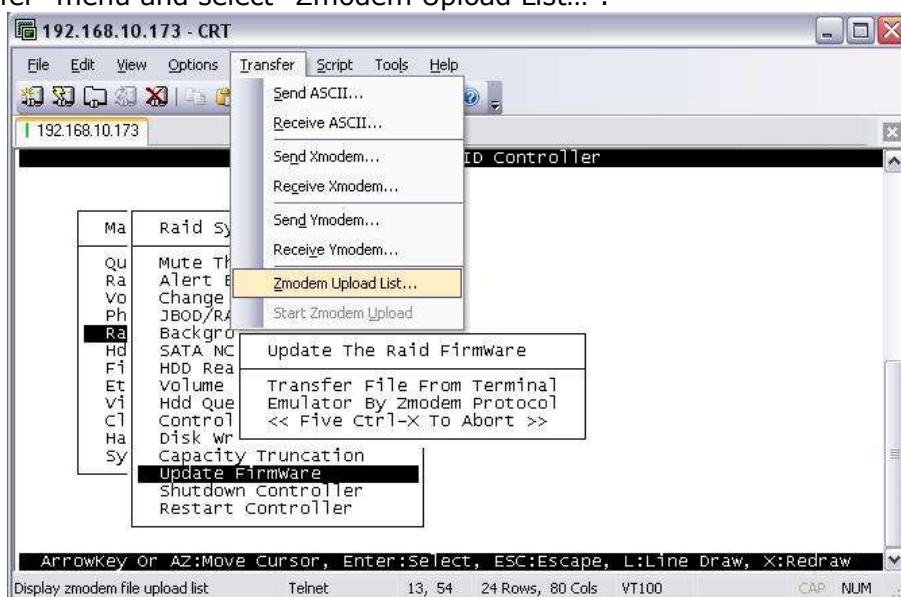 fer" menu and select "Zmodem Upload List…".
192.168.10.173 - CRT
File Edit View Options Transfer Script Tools Help
192.168.10.173
Send ASCII...
Receive ASCII...
Send Xmodem...
Receive Xmodem...
Send Ymodem...
Receive Ymodem...
Zmodem Upload List...
Start Zmodem Upload
ID Controller
Ma
Qu
Ra
Vo
Ph
Ra
Hd
Fi
Et
Vi
Cl
Ha
Sy
Raid Sy
Mute Th
Alert B
Change
JBOD/RA
Backgro
SATA NC
HDD Rea
Volume
Hdd Que
Control
Disk Wr
Capacity Truncation
Update Firmware
Shutdown Controller
Restart Controller
Update The Raid Firmware
Transfer File From Terminal
Emulator By Zmodem Protocol
<< Five Ctrl-X To Abort >>
ArrowKey Or AZ:Move Cursor, Enter:Select, ESC:Escape, L:Line Draw, X:Redraw
Display zmodem file upload list Telnet 13, 54 24 Rows, 80 Cols VT100 CAP NUM